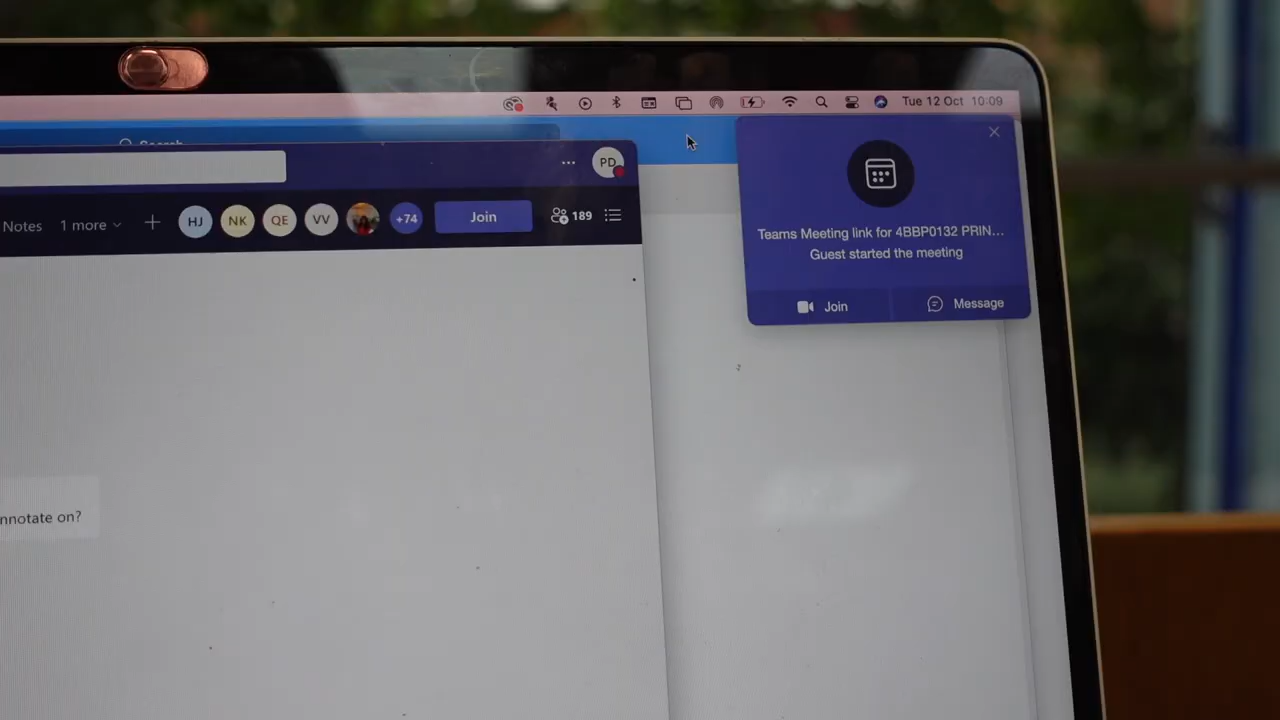 Tue 12 Oct 10:09
Search
PD
Notes 1 more HJ NK QE VV +74 Join 189
Teams Meeting link for 4BBP0132 PRIN...
Guest started the meeting
Join Message
nnotate on?